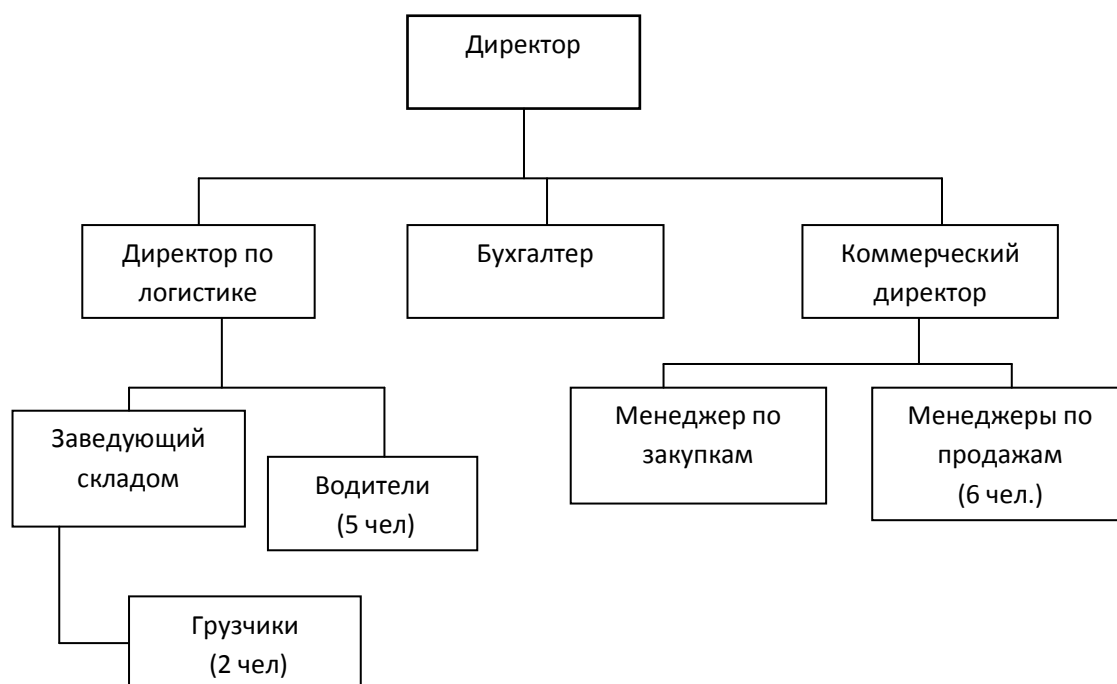 Директор
Директор по
логистике
Бухгалтер
Коммерческий
директор
Заведующий
складом
Водители
(5 чел)
Менеджер по
закупкам
Менеджеры по
продажам
(6 чел.)
Грузчики
(2 чел)